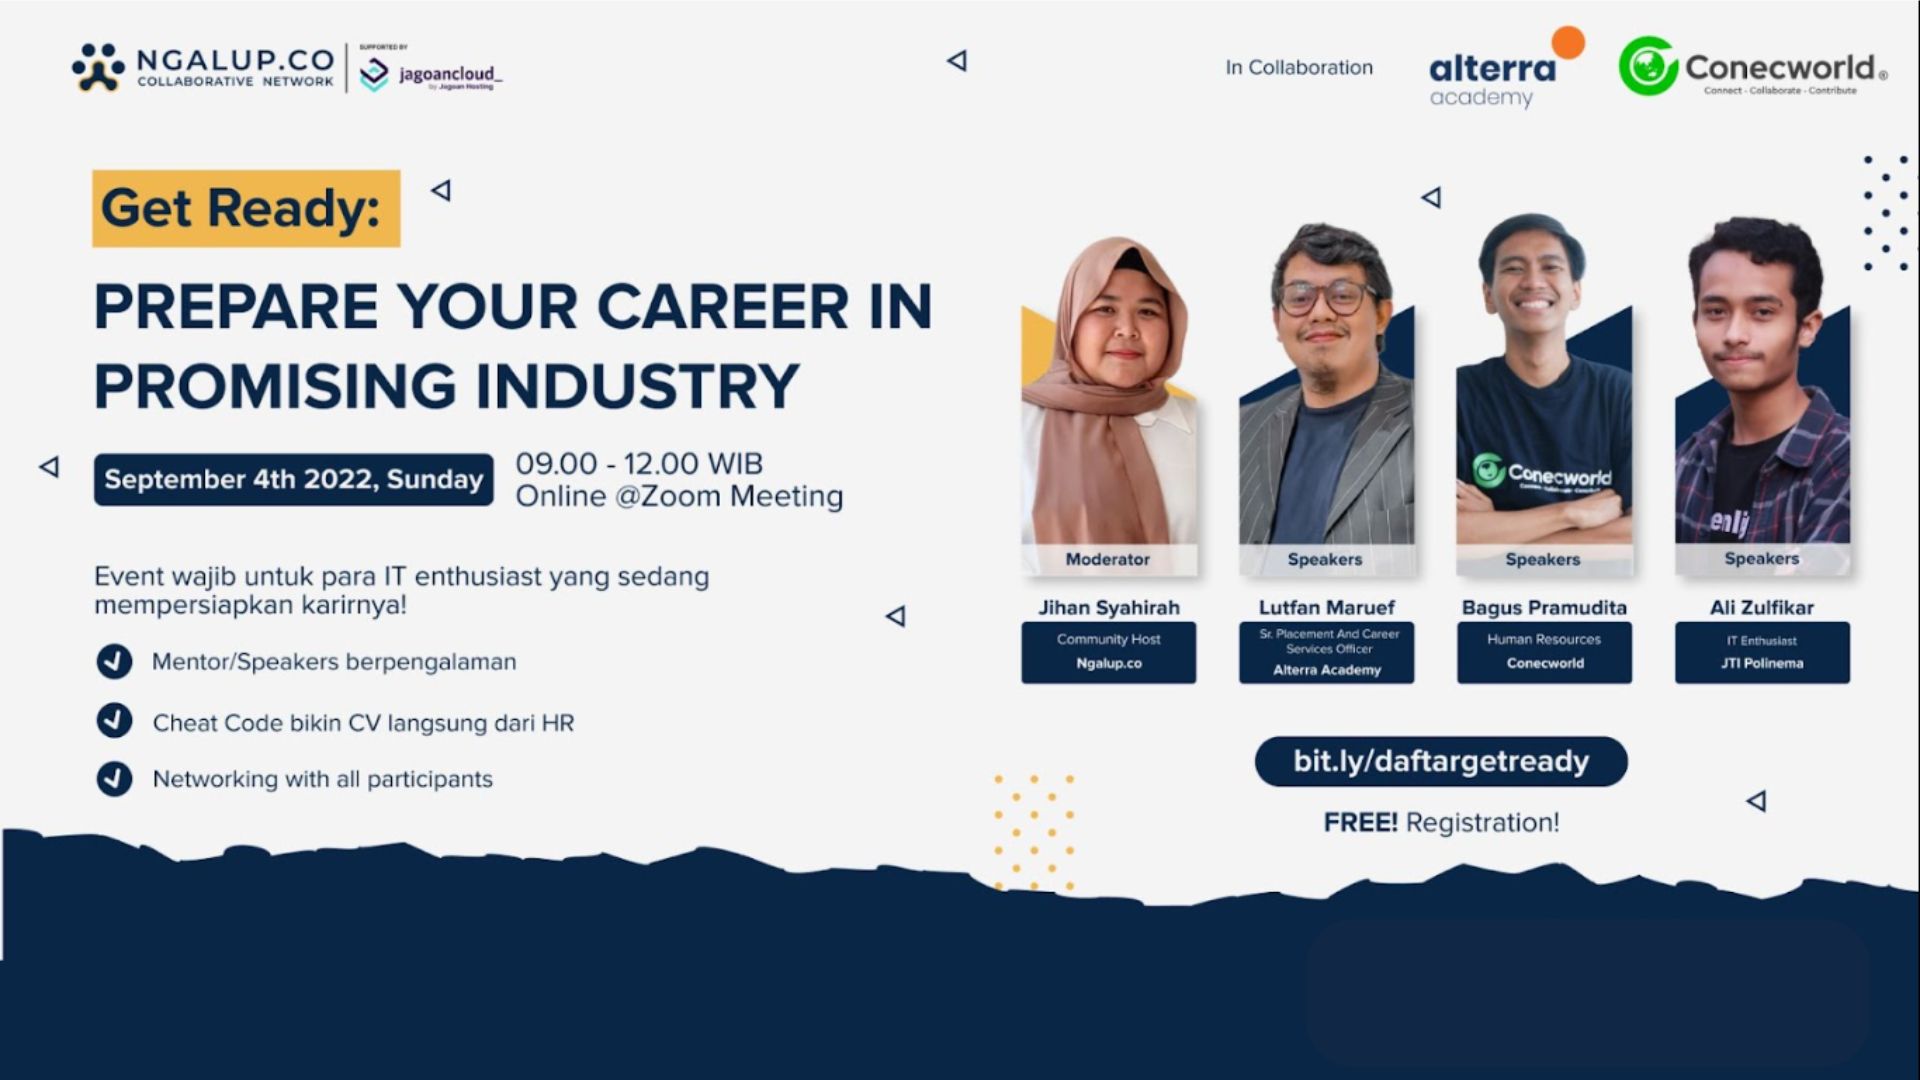 NGALUP.CO
COLLABORATIVE NETWORK
SUPPORTED BY
jagoancloud_
by Jagoan Hosting
In Collaboration
alterra
academy
Conecworld®
Connect - Collaborate - Contribute
Get Ready:
PREPARE YOUR CAREER IN
PROMISING INDUSTRY
September 4th 2022, Sunday
09.00 - 12.00 WIB
Online @Zoom Meeting
Event wajib untuk para IT enthusiast yang sedang
mempersiapkan karirnya!
Mentor/Speakers berpengalaman
Cheat Code bikin CV langsung dari HR
Networking with all participants
Conecworld
Moderator
Jihan Syahirah
Community Host
Ngalup.co
Speakers
Lutfan Maruef
Sr. Placement And Career
Services Officer
Alterra Academy
Speakers
Bagus Pramudita
Human Resources
Conecworld
Speakers
Ali Zulfikar
IT Enthusiast
JTI Polinema
bit.ly/daftargetready
FREE! Registration!